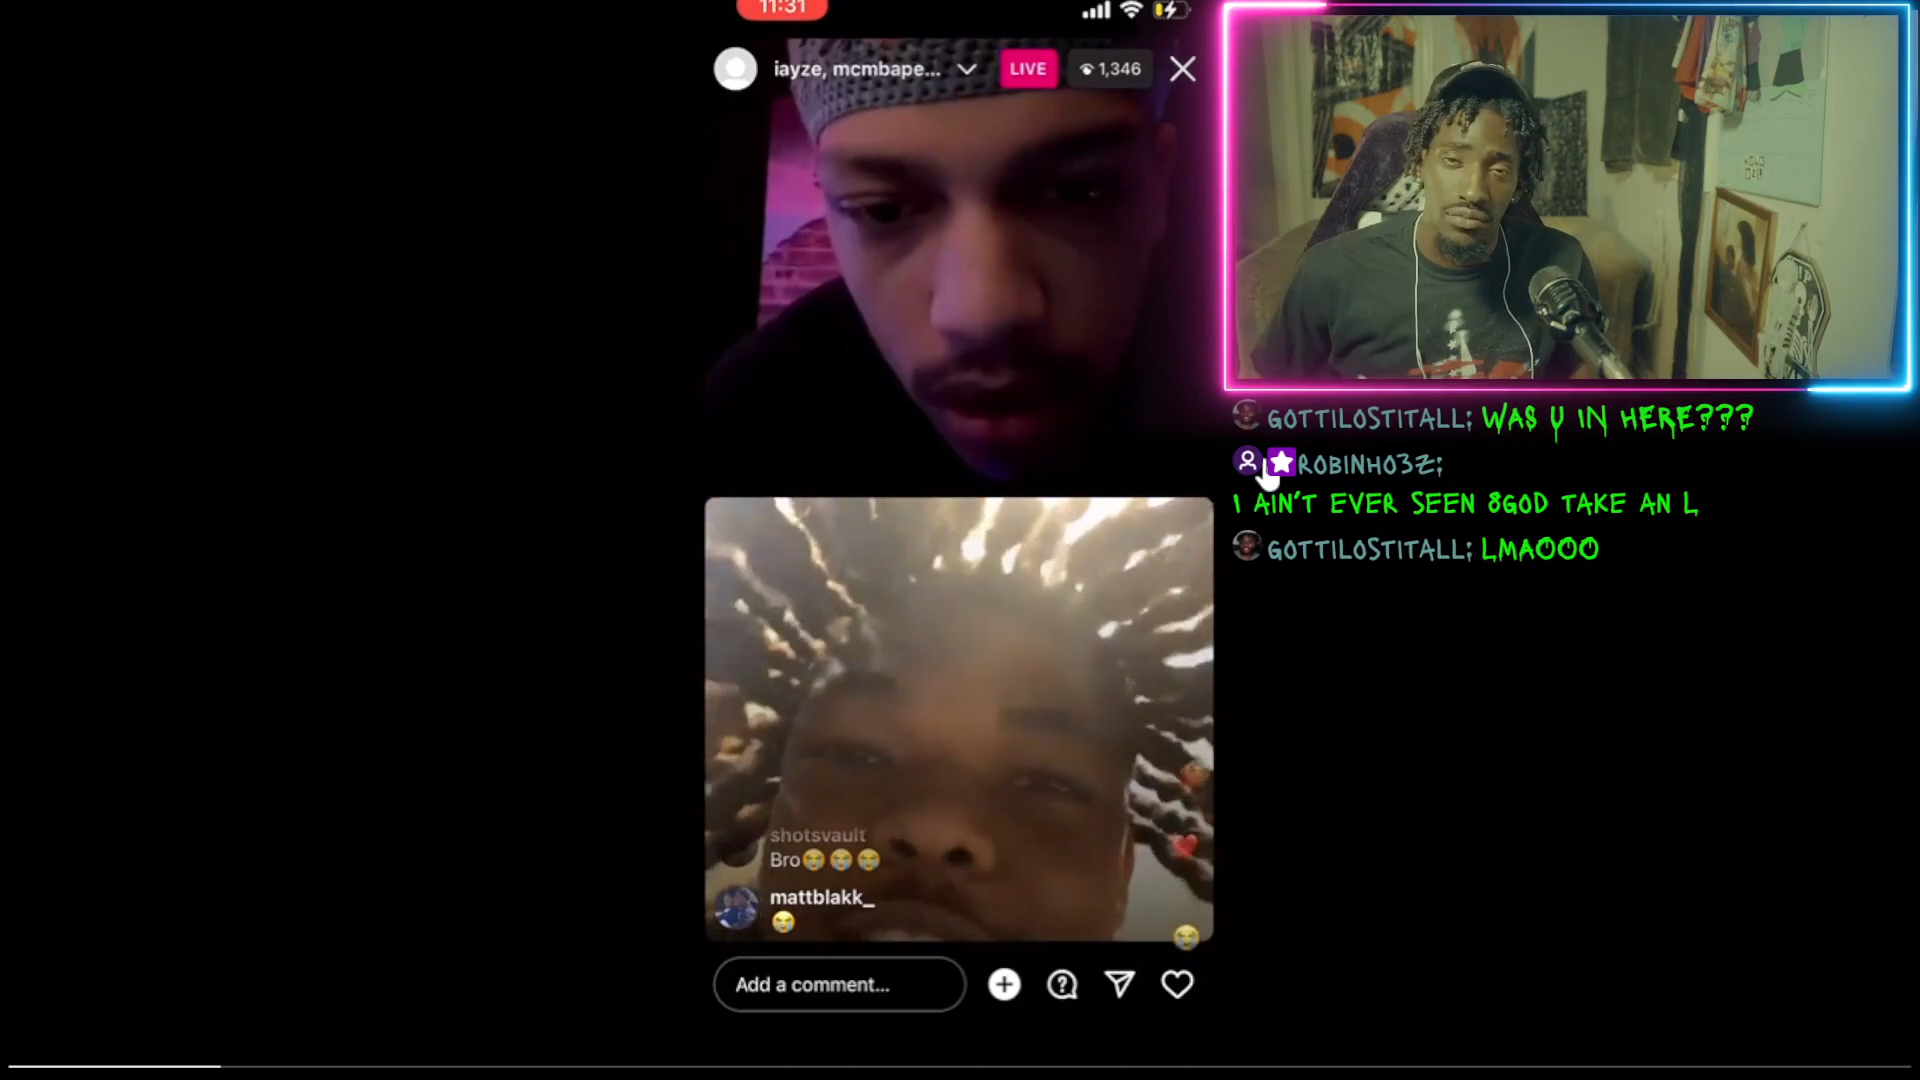 11:31
iayze, mcmbape...
LIVE
1,346
GOTTILOSTITALL: WAS U IN HERE???
ROBINHO3Z:
I AIN'T EVER SEEN 8GOD TAKE AN L
GOTTILOSTITALL: LMAOOO
shotsvault
Bro😭😭😭
mattblakk_
😭
Add a comment...